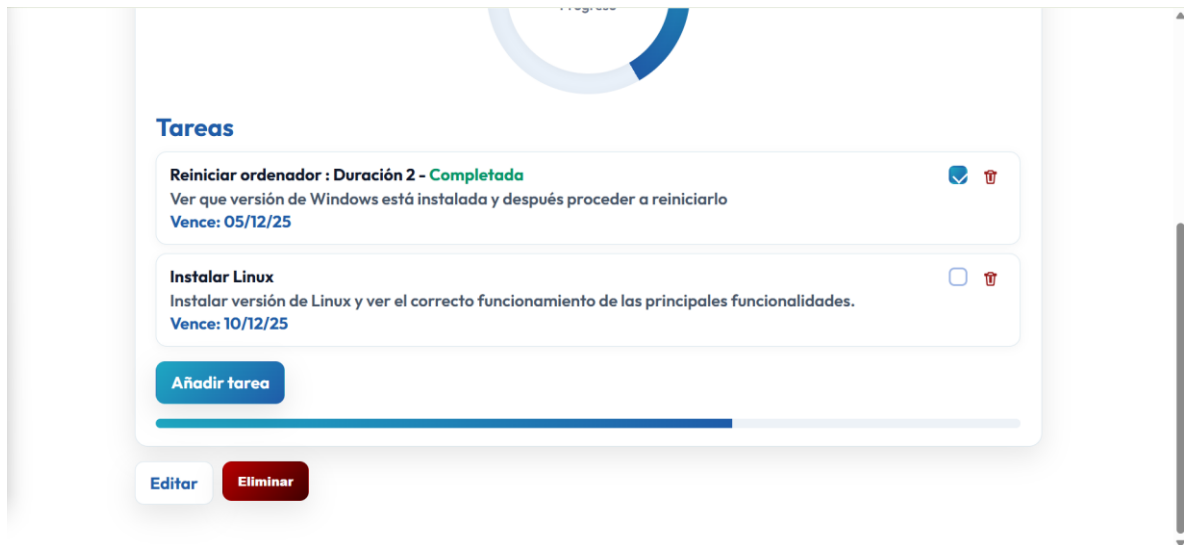 Progreso
Tareas
Reiniciar ordenador : Duración 2 - Completada
Ver que versión de Windows está instalada y después proceder a reiniciarlo
Vence: 05/12/25
Instalar Linux
Instalar versión de Linux y ver el correcto funcionamiento de las principales funcionalidades.
Vence: 10/12/25
Añadir tarea
Editar
Eliminar